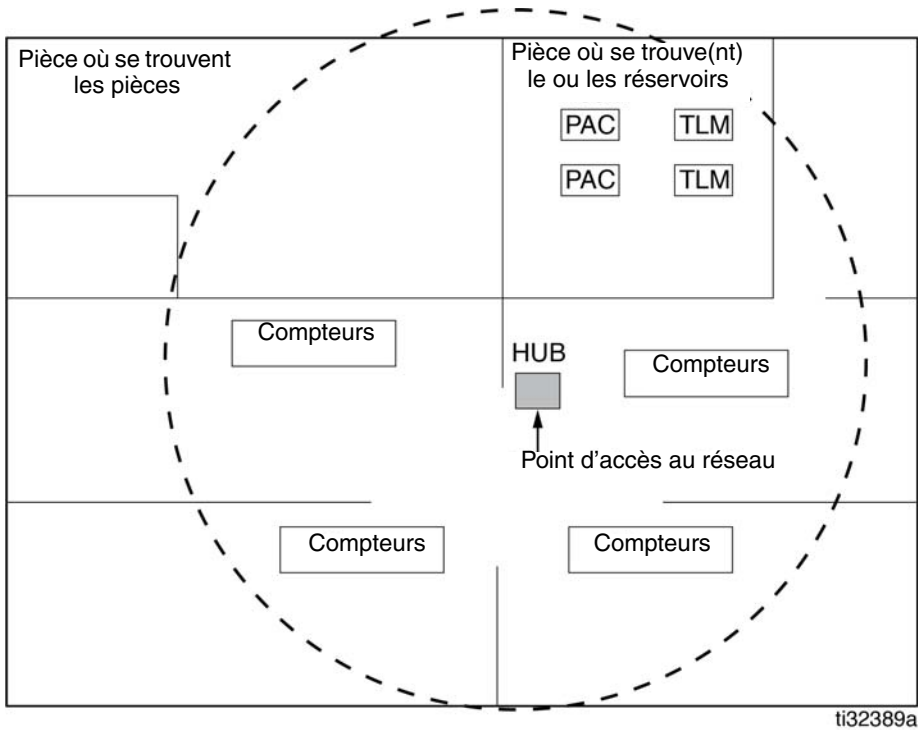 Pièce où se trouvent
les pièces
Pièce où se trouve(nt)
le ou les réservoirs
PAC
TLM
PAC
TLM
Compteurs
HUB
Compteurs
Point d'accès au réseau
Compteurs
Compteurs
ti32389a